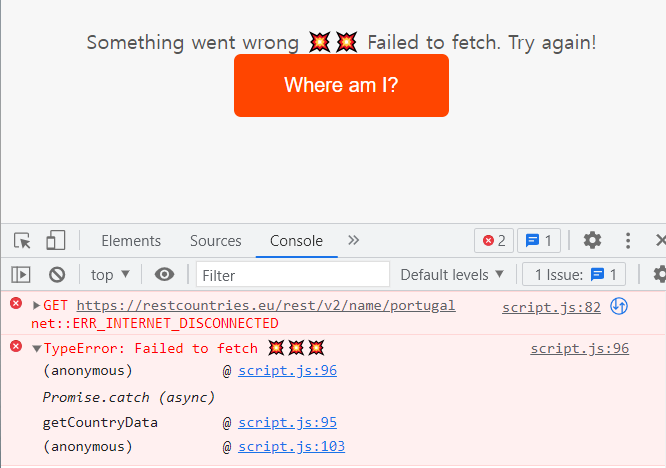 Something went wrong 💥💥 Failed to fetch. Try again!
Where am I?
Elements Sources Console » 2 1
top ▼ Filter Default levels ▼ 1 Issue: 1
▶GET https://restcountries.eu/rest/v2/name/portugal script.js:82
net::ERR_INTERNET_DISCONNECTED
▼TypeError: Failed to fetch 💥💥💥 script.js:96
(anonymous) @ script.js:96
Promise.catch (async)
getCountryData @ script.js:95
(anonymous) @ script.js:103